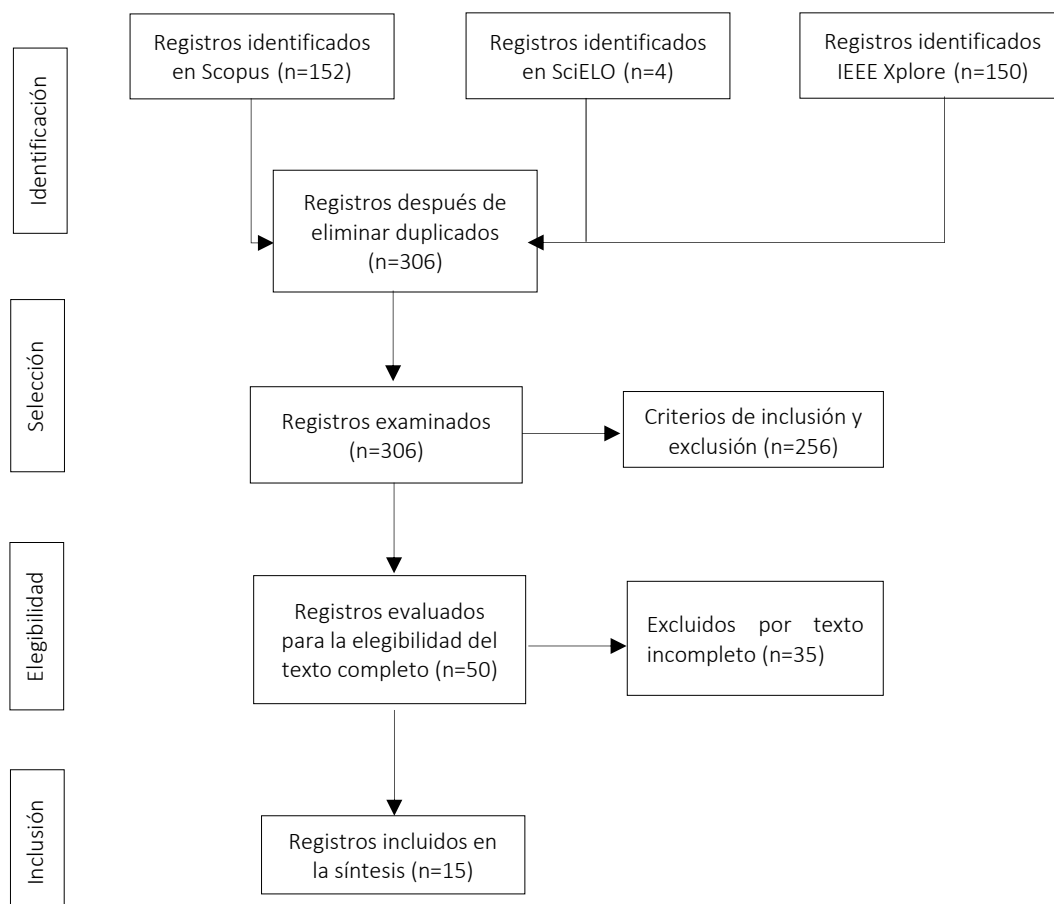 Identificación
Registros identificados
en Scopus (n=152)
Registros identificados
en SciELO (n=4)
Registros identificados
IEEE Xplore (n=150)
Registros después de
eliminar duplicados
(n=306)
Selección
Registros examinados
(n=306)
Criterios de inclusión y
exclusión (n=256)
Elegibilidad
Registros evaluados
para la elegibilidad del
texto completo (n=50)
Excluidos por texto
incompleto (n=35)
Inclusión
Registros incluidos en
la síntesis (n=15)